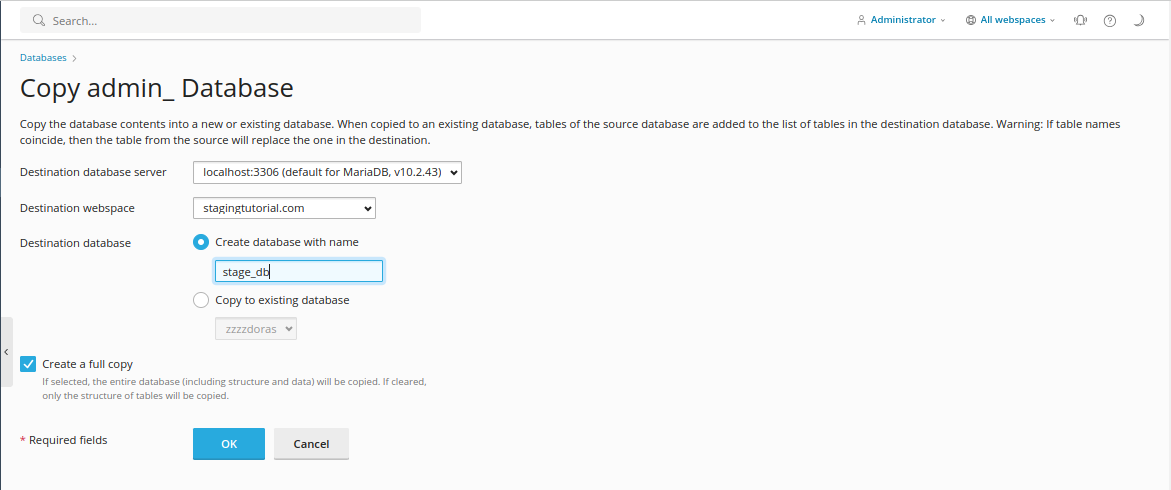 Search...
Administrator
All webspaces
Databases
Copy admin_ Database
Copy the database contents into a new or existing database. When copied to an existing database, tables of the source database are added to the list of tables in the destination database. Warning: If table names
coincide, then the table from the source will replace the one in the destination.
Destination database server
localhost:3306 (default for MariaDB, v10.2.43)
Destination webspace
stagingtutorial.com
Destination database
Create database with name
stage_db
Copy to existing database
zzzzdoras
Create a full copy
If selected, the entire database (including structure and data) will be copied. If cleared,
only the structure of tables will be copied.
* Required fields
OK
Cancel